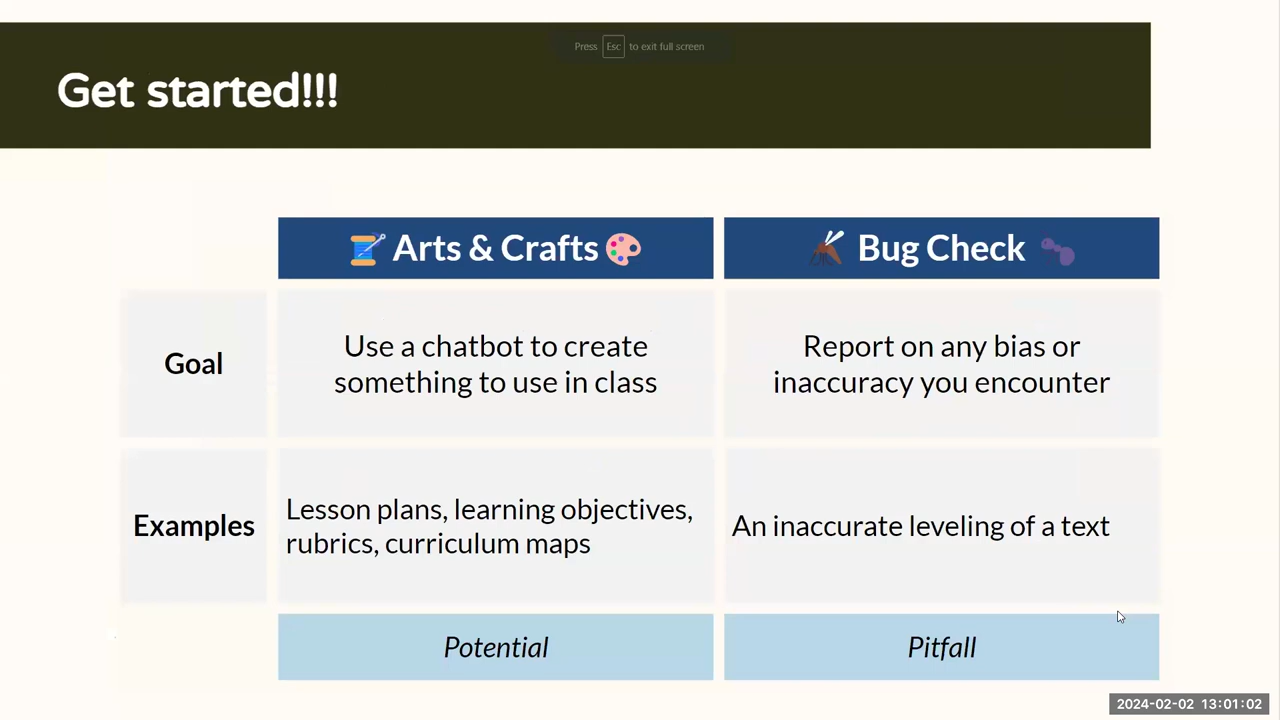 Press Esc to exit full screen
Get started!!!
Arts & Crafts
Bug Check
Goal
Use a chatbot to create
something to use in class
Report on any bias or
inaccuracy you encounter
Examples
Lesson plans, learning objectives,
rubrics, curriculum maps
An inaccurate leveling of a text
Potential
Pitfall
2024-02-02 13:01:02